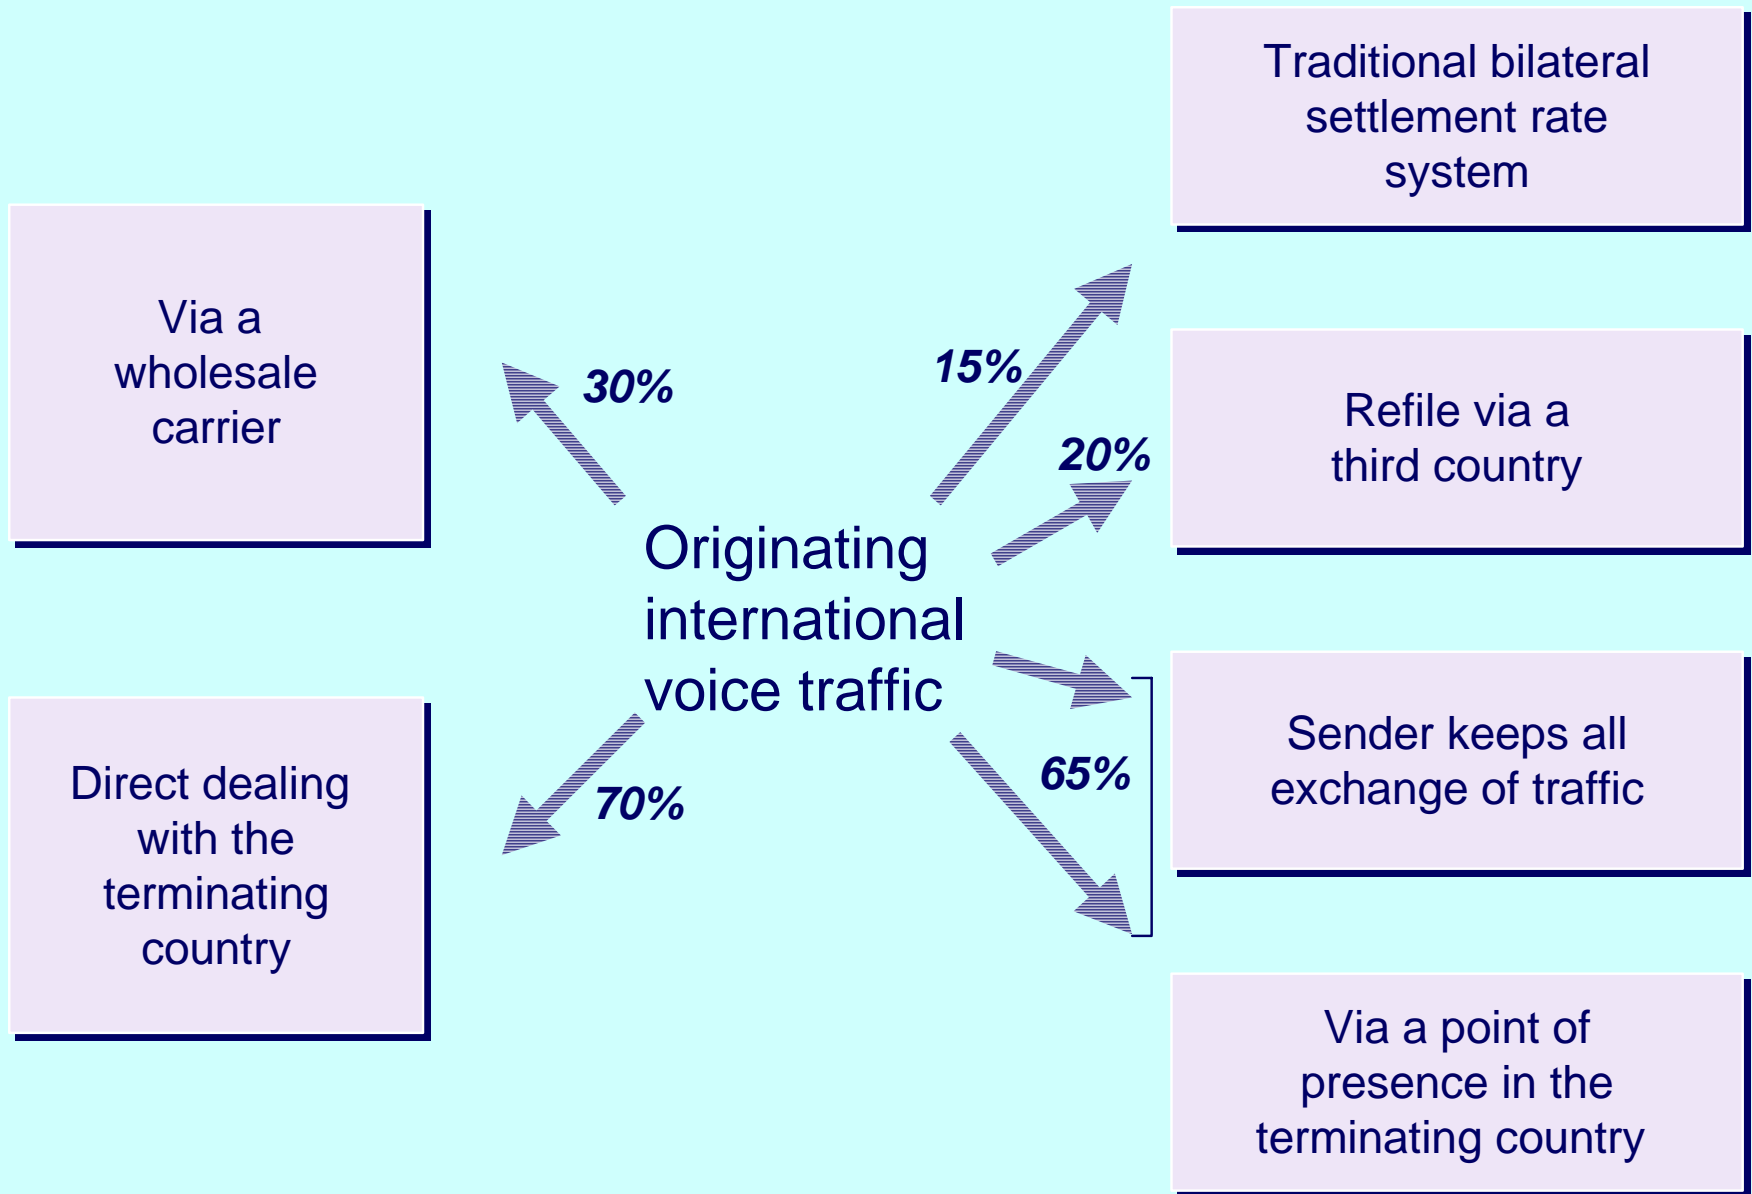 Via a
wholesale
carrier
Direct dealing
with the
terminating
country
30%
70%
Originating
international
voice traffic
15%
20%
65%
Traditional bilateral
settlement rate
system
Refile via a
third country
Sender keeps all
exchange of traffic
Via a point of
presence in the
terminating country